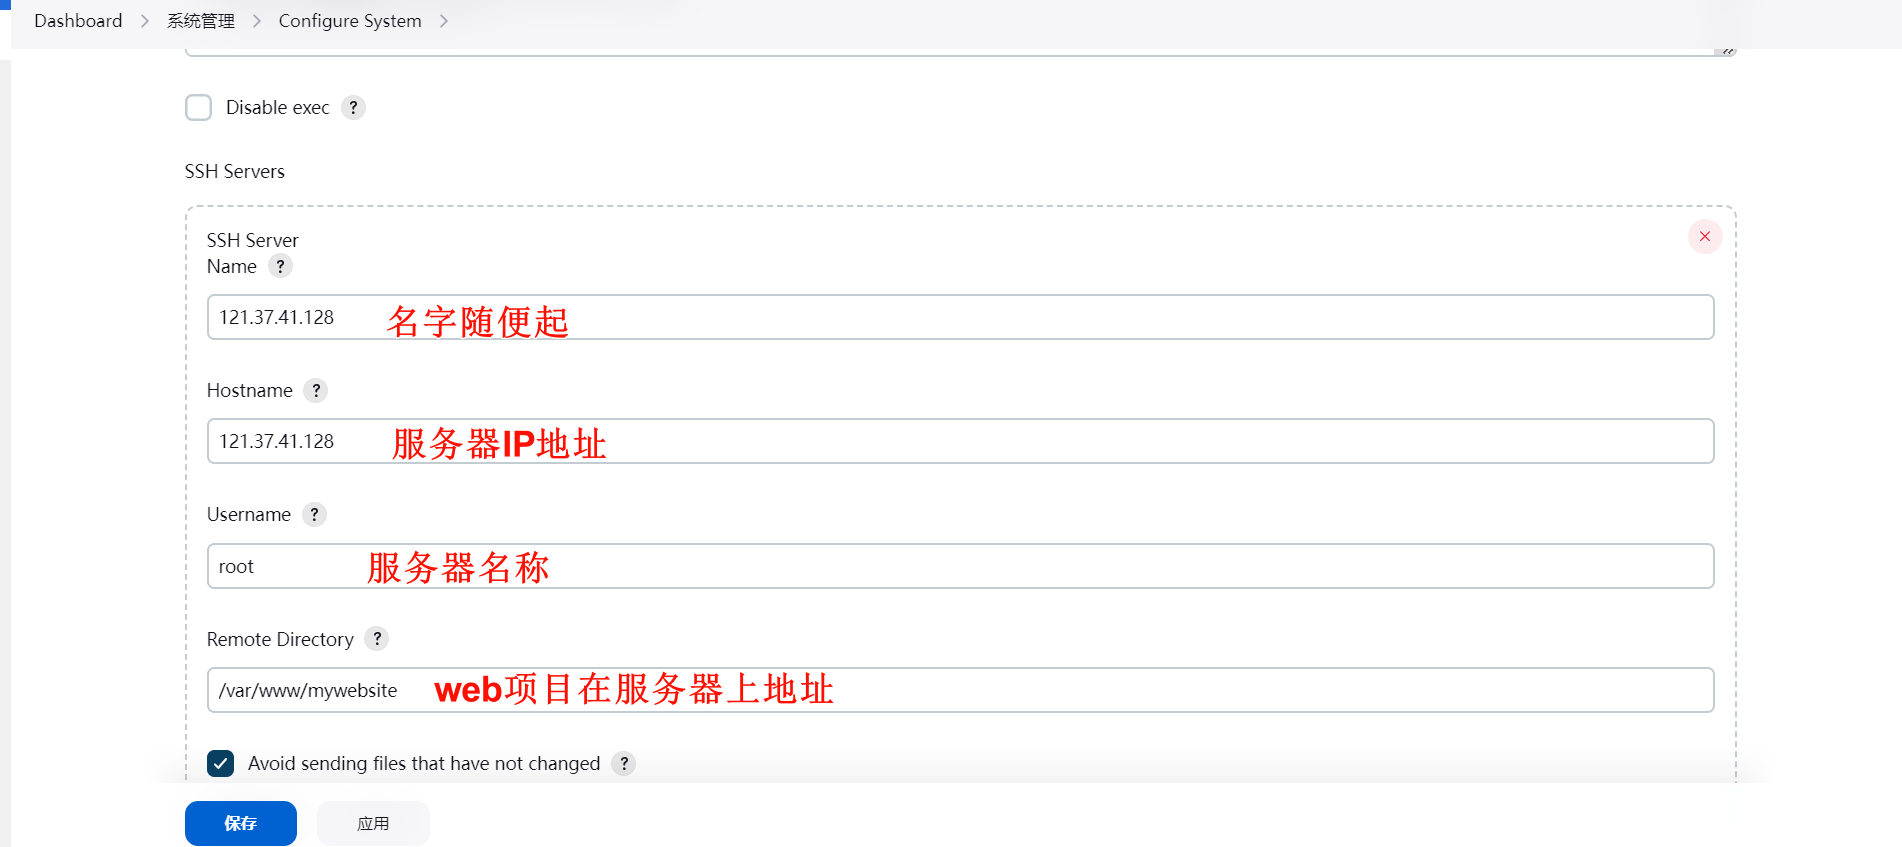 Dashboard > 系统管理 > Configure System >
Disable exec ?
SSH Servers
SSH Server
Name ?
121.37.41.128 名字随便起
Hostname ?
121.37.41.128 服务器IP地址
Username ?
root 服务器名称
Remote Directory ?
/var/www/mywebsite web项目在服务器上地址
Avoid sending files that have not changed ?
保存 应用